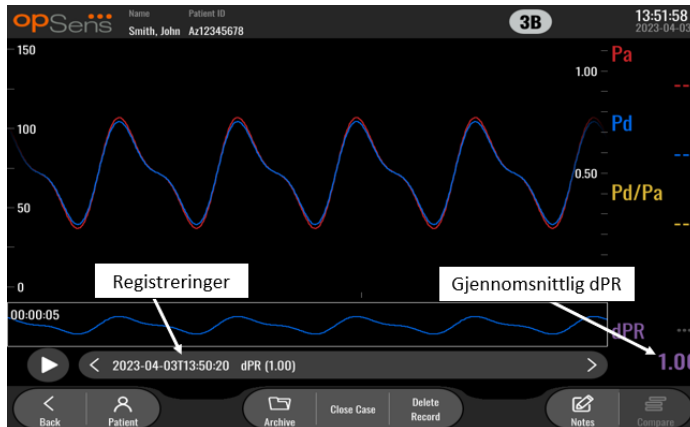 opSens
Name Patient ID
Smith, John Az12345678
3B
13:51:58
2023-04-03
150
100
50
0
1.00
0.50
Pa
--
Pd
--
Pd/Pa
--
Registreringer
Gjennomsnittlig dPR
00:00:05
dPR
--
1.00
2023-04-03T13:50:20 dPR (1.00)
Back
Patient
Archive
Close Case
Delete
Record
Notes
Compare